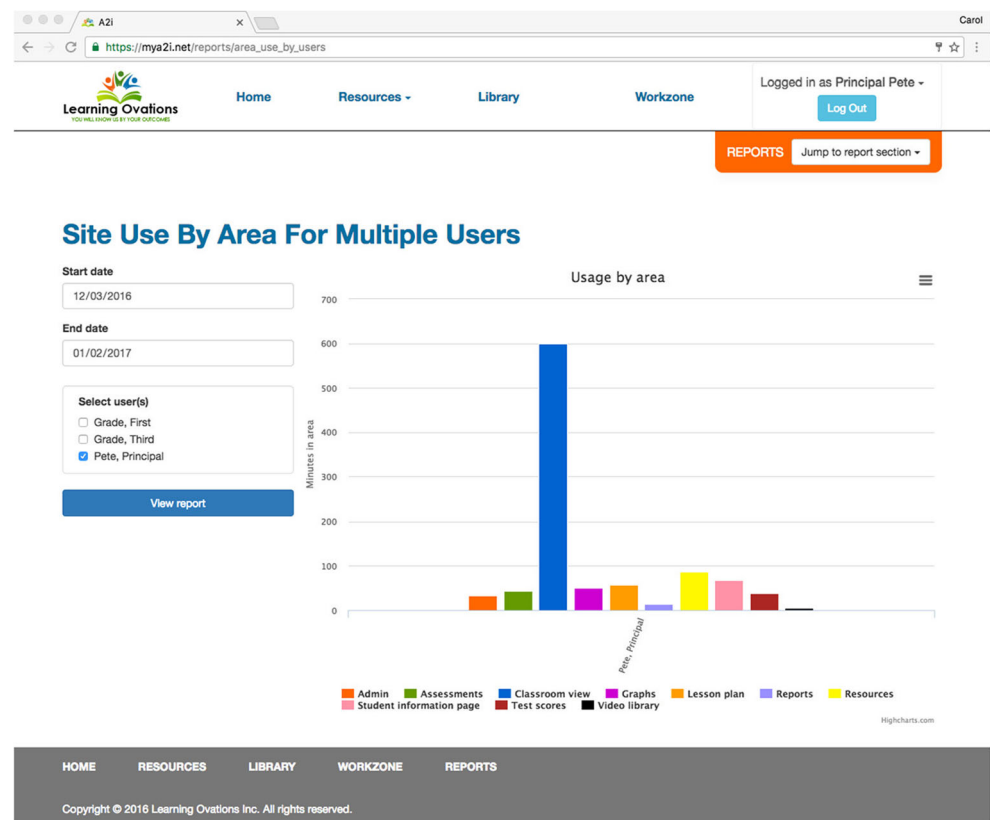 A2i
Carol
https://mya2i.net/reports/area_use_by_users
Learning Ovations
YOU WILL KNOW US BY YOUR OUTCOMES
Home
Resources
Library
Workzone
Logged in as Principal Pete
Log Out
REPORTS
Jump to report section
Site Use By Area For Multiple Users
Start date
12/03/2016
End date
01/02/2017
Select user(s)
Grade, First
Grade, Third
Pete, Principal
View report
Usage by area
Minutes in area
700
600
500
400
300
200
100
0
Pete, Principal
Admin Assessments Classroom view Graphs Lesson plan Reports Resources
Student information page Test scores Video library
Highcharts.com
HOME RESOURCES LIBRARY WORKZONE REPORTS
Copyright © 2016 Learning Ovations Inc. All rights reserved.